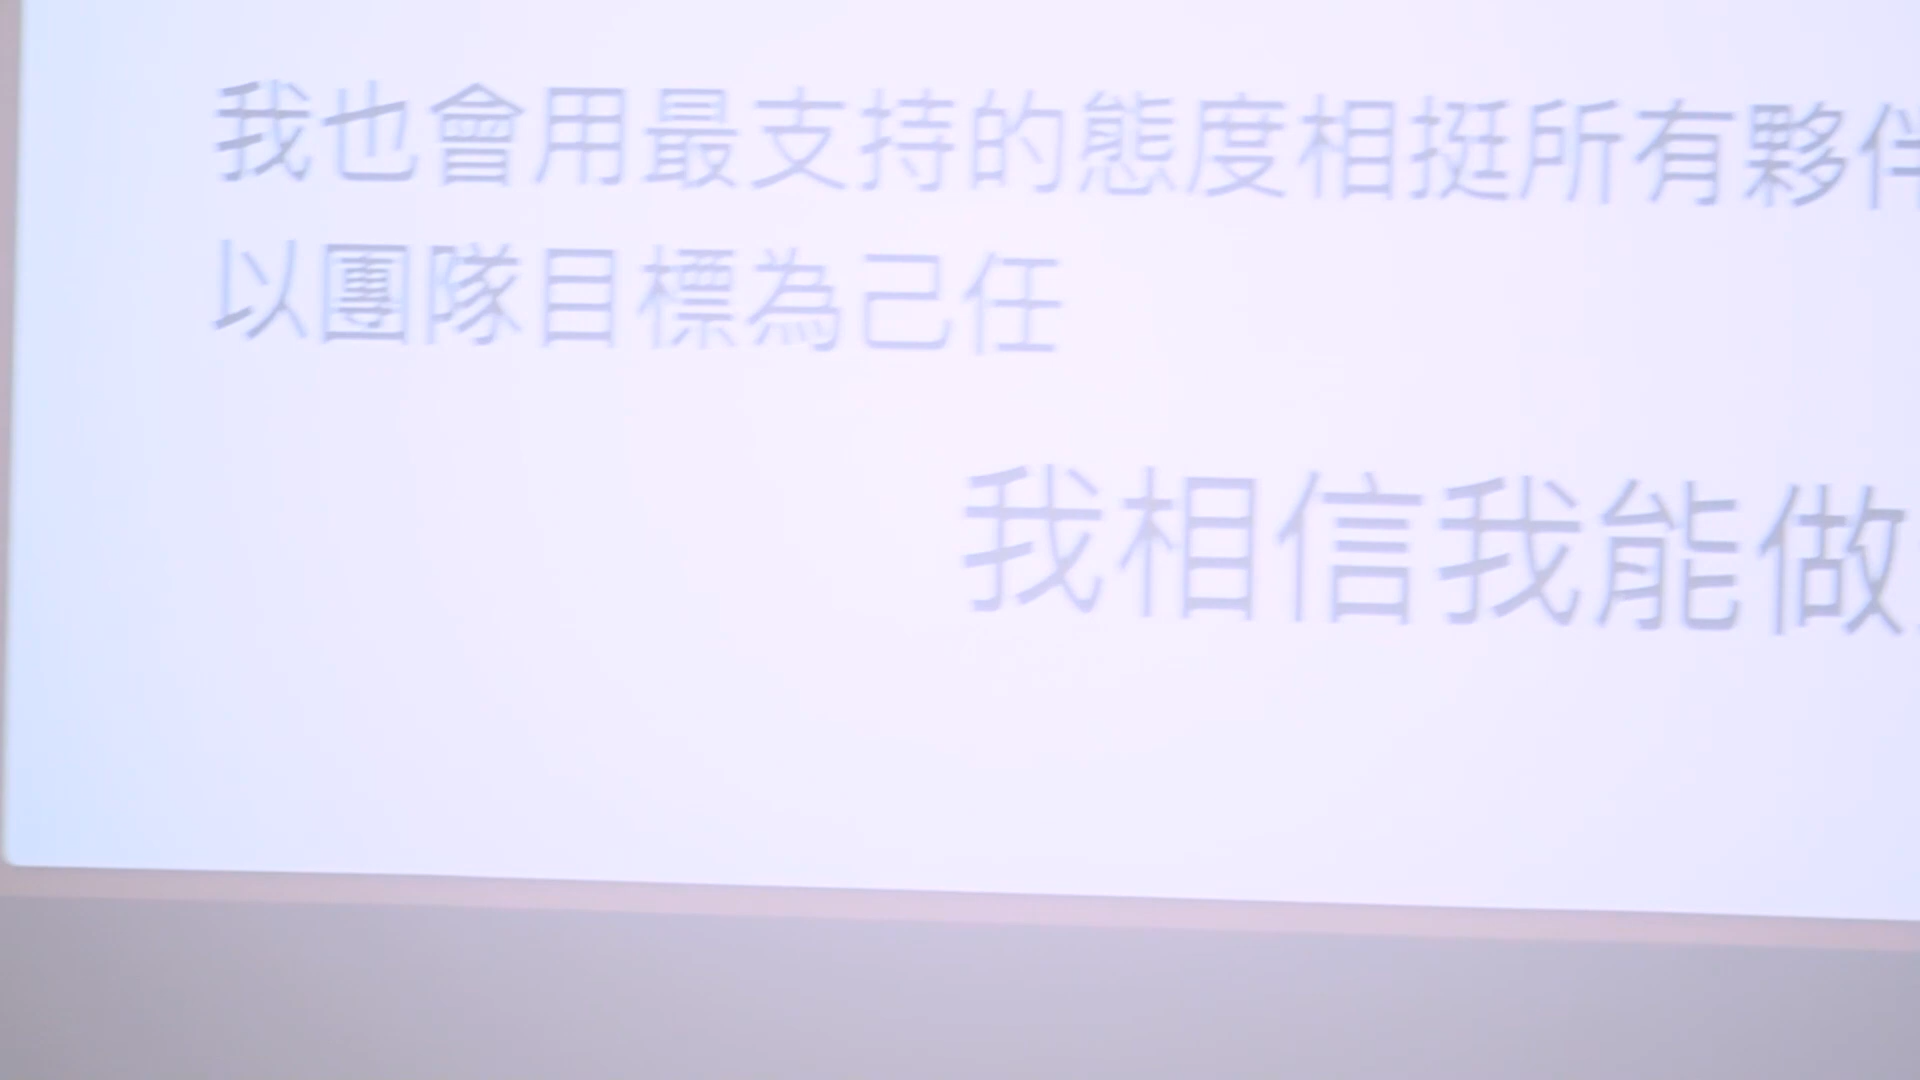 我也會用最支持的態度相挺所有夥伴
以團隊目標為己任
我相信我能做